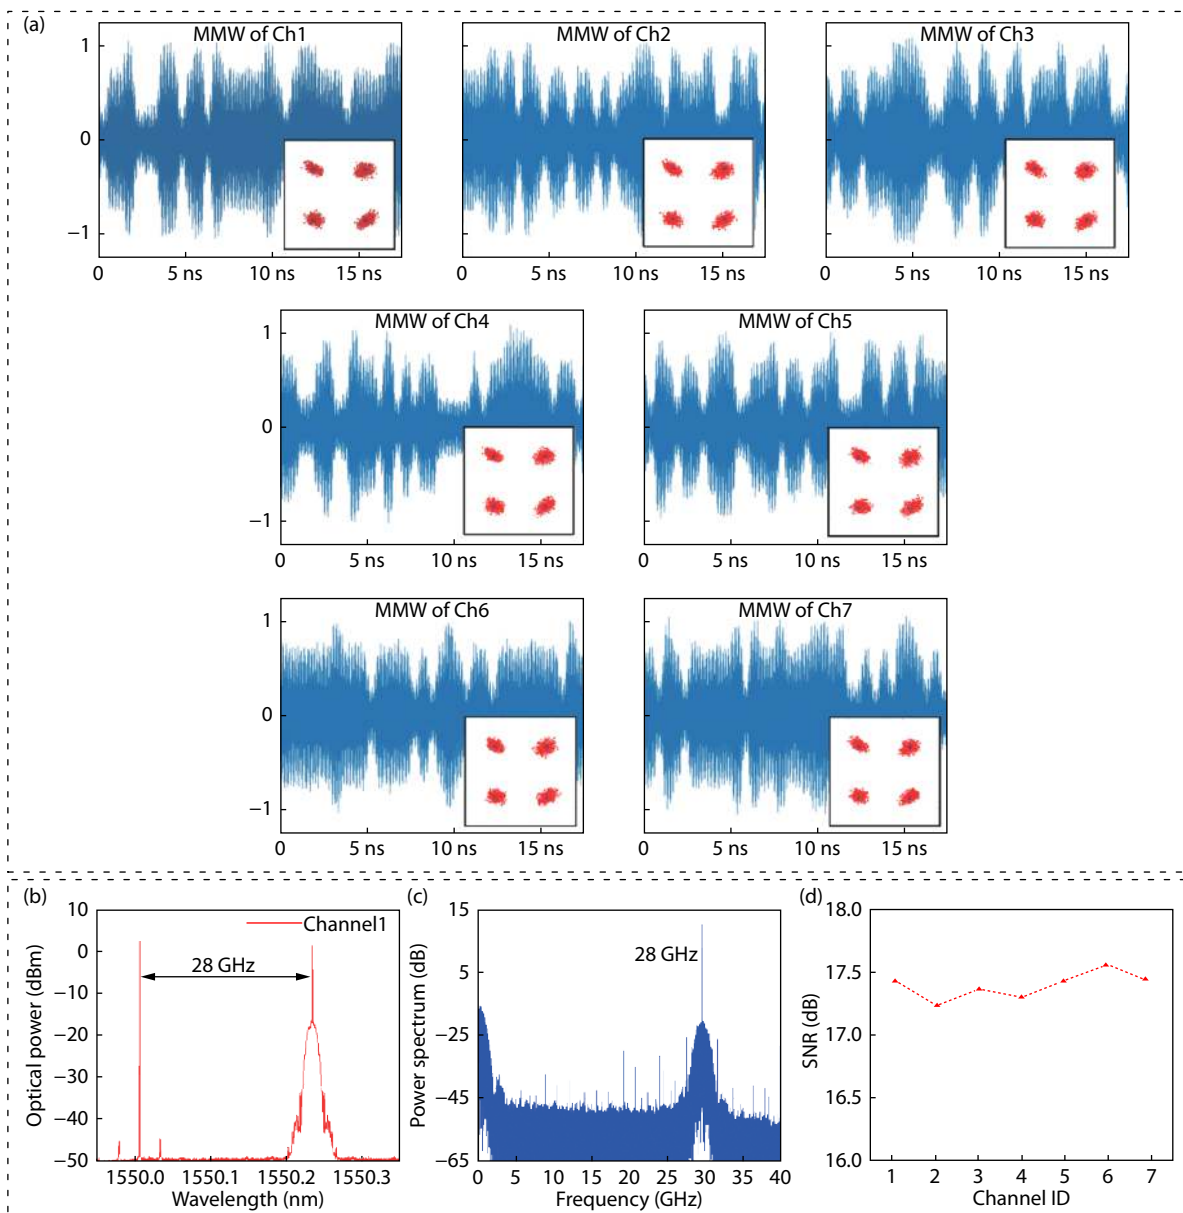 (a)
MMW of Ch1
MMW of Ch2
MMW of Ch3
1
0
−1
0 5 ns 10 ns 15 ns
0 5 ns 10 ns 15 ns
0 5 ns 10 ns 15 ns
MMW of Ch4
MMW of Ch5
1
0
−1
0 5 ns 10 ns 15 ns
0 5 ns 10 ns 15 ns
MMW of Ch6
MMW of Ch7
1
0
−1
0 5 ns 10 ns 15 ns
0 5 ns 10 ns 15 ns
(b)
Channel1
28 GHz
Optical power (dBm)
10
0
−10
−20
−30
−40
−50
1550.0 1550.1 1550.2 1550.3
Wavelength (nm)
(c)
28 GHz
Power spectrum (dB)
15
5
−25
−45
−65
0 5 10 15 20 25 30 35 40
Frequency (GHz)
(d)
SNR (dB)
18.0
17.5
17.0
16.5
16.0
1 2 3 4 5 6 7
Channel ID